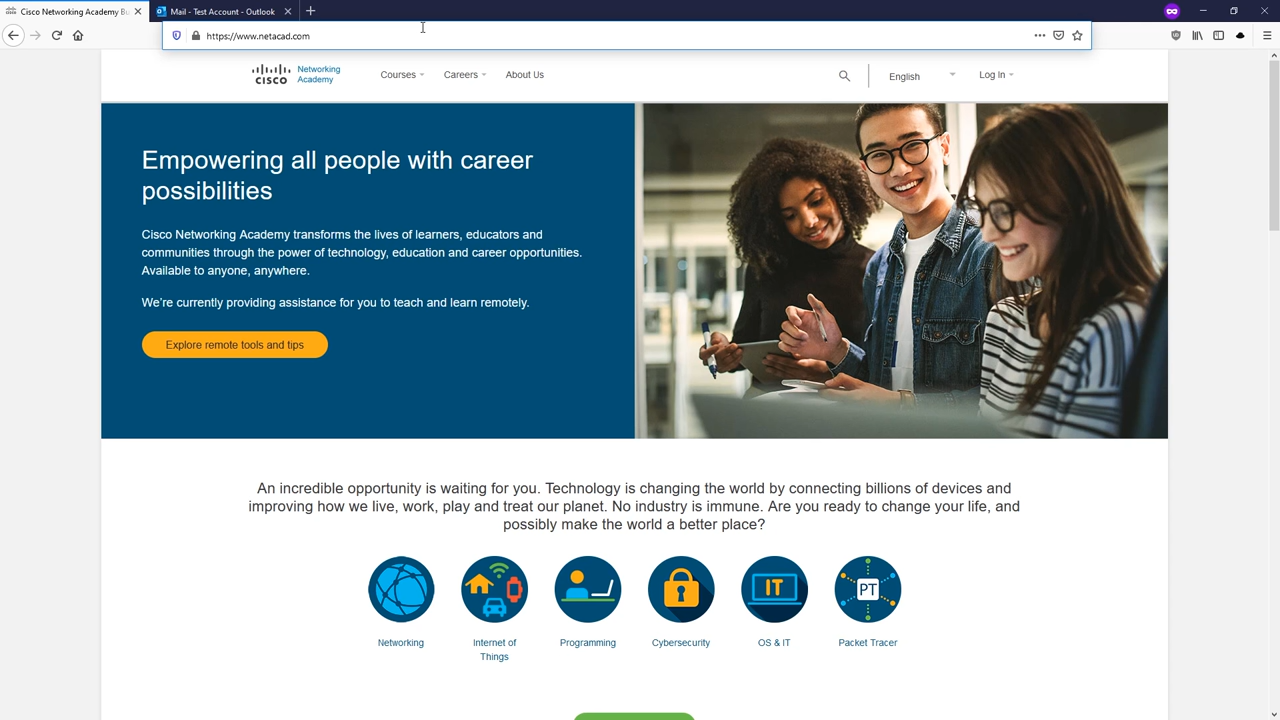 Cisco Networking Academy Bu
Mail - Test Account - Outlook
https://www.netacad.com
CISCO
Networking
Academy
Courses
Careers
About Us
English
Log In
Empowering all people with career
possibilities
Cisco Networking Academy transforms the lives of learners, educators and
communities through the power of technology, education and career opportunities.
Available to anyone, anywhere.
We're currently providing assistance for you to teach and learn remotely.
Explore remote tools and tips
An incredible opportunity is waiting for you. Technology is changing the world by connecting billions of devices and
improving how we live, work, play and treat our planet. No industry is immune. Are you ready to change your life, and
possibly make the world a better place?
IT
PT
Networking
Internet of
Things
Programming
Cybersecurity
OS & IT
Packet Tracer